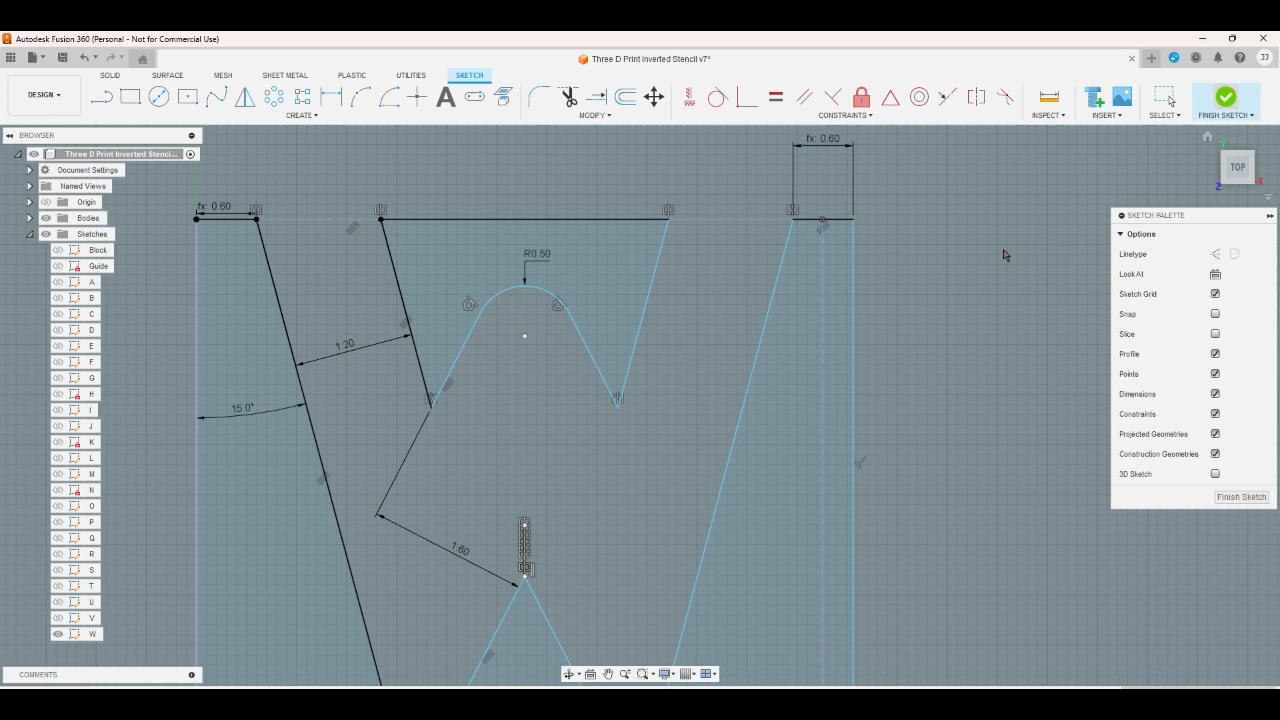 Autodesk Fusion 360 (Personal - Not for Commercial Use)
Three D Print Inverted Stencil v7*
JJ
SOLID SURFACE MESH SHEET METAL PLASTIC UTILITIES SKETCH
DESIGN
CREATE MODIFY CONSTRAINTS INSPECT INSERT SELECT FINISH SKETCH
BROWSER
Three D Print Inverted Stenci...
Document Settings
Named Views
Origin
Bodies
Sketches
Block
Guide
A
B
C
D
E
F
G
H
I
J
K
L
M
N
O
P
Q
R
S
T
U
V
W
COMMENTS
fx: 0.60
fx: 0.60
R0.50
1.20
15.0°
1.60
Y
TOP
X
Z
SKETCH PALETTE
Options
Linetype
Look At
Sketch Grid
Snap
Slice
Profile
Points
Dimensions
Constraints
Projected Geometries
Construction Geometries
3D Sketch
Finish Sketch